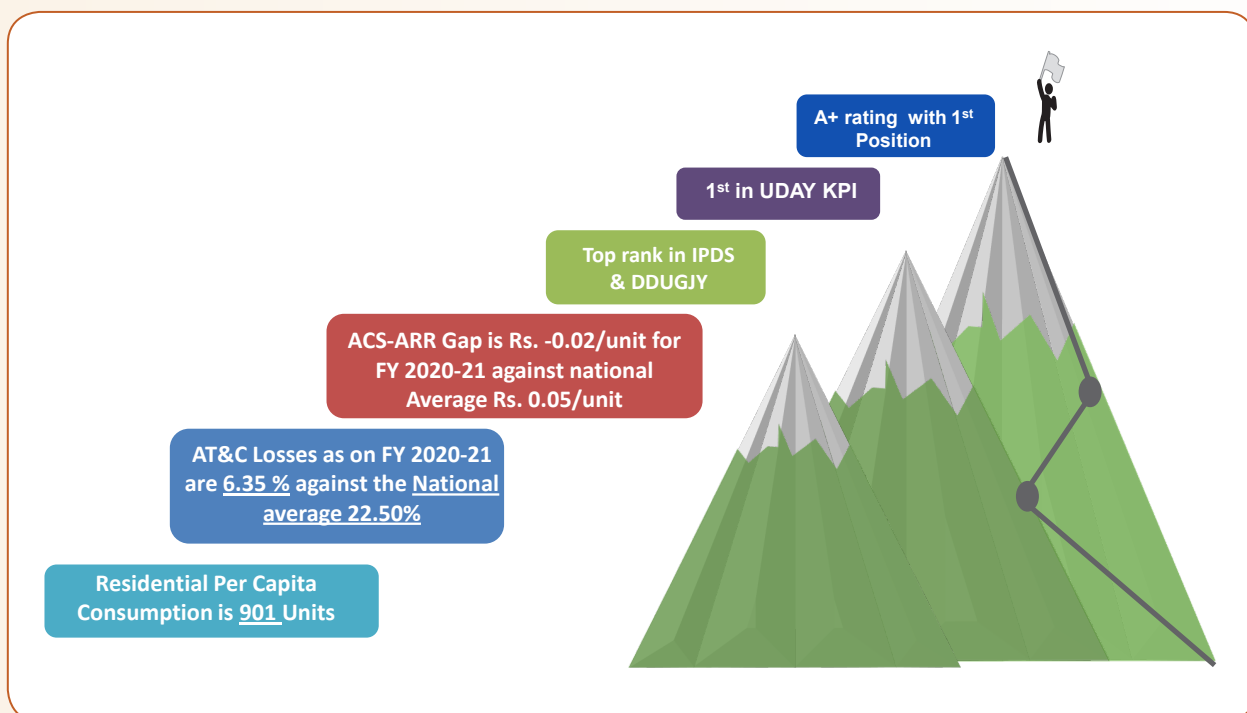 A+ rating with 1st
Position
1st in UDAY KPI
Top rank in IPDS
& DDUGJY
ACS-ARR Gap is Rs. -0.02/unit for
FY 2020-21 against national
Average Rs. 0.05/unit
AT&C Losses as on FY 2020-21
are 6.35 % against the National
average 22.50%
Residential Per Capita
Consumption is 901 Units